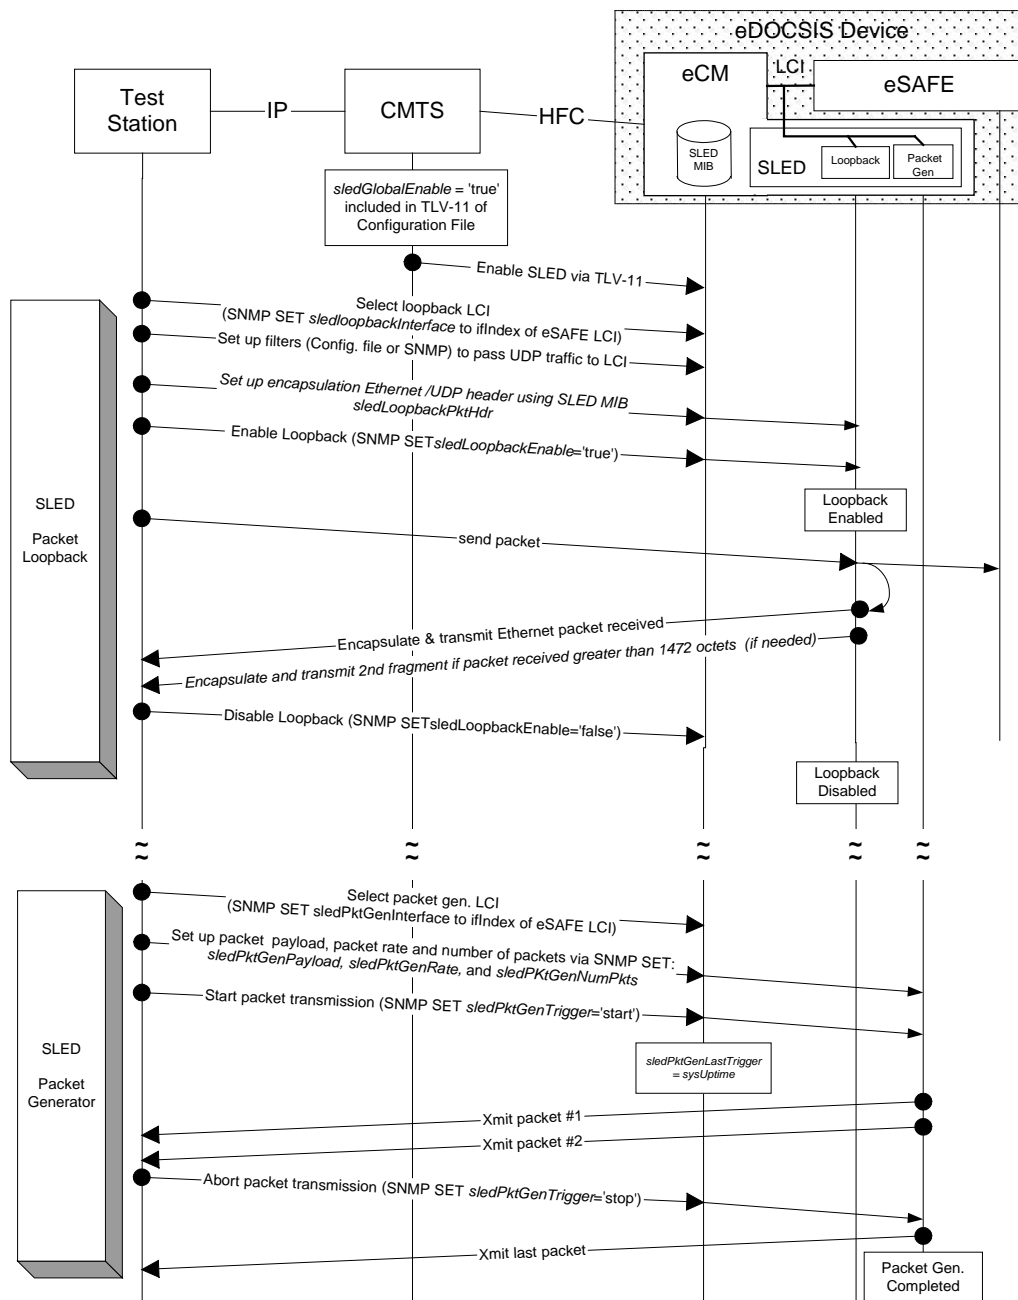 eDOCSIS Device
eCM
LCI
eSAFE
Test
Station
IP
CMTS
HFC
SLED
MIB
SLED
Loopback
Packet
Gen
sledGlobalEnable = 'true'
included in TLV-11 of
Configuration File
Enable SLED via TLV-11
Select loopback LCI
(SNMP SET sledloopbackInterface to ifIndex of eSAFE LCI)
Set up filters (Config. file or SNMP) to pass UDP traffic to LCI
Set up encapsulation Ethernet /UDP header using SLED MIB
sledLoopbackPktHdr
Enable Loopback (SNMP SETsledLoopbackEnable='true')
SLED
Packet
Loopback
Loopback
Enabled
send packet
Encapsulate & transmit Ethernet packet received
Encapsulate and transmit 2nd fragment if packet received greater than 1472 octets (if needed)
Disable Loopback (SNMP SETsledLoopbackEnable='false')
Loopback
Disabled
≈ ≈ ≈ ≈ ≈
Select packet gen. LCI
(SNMP SET sledPktGenInterface to ifIndex of eSAFE LCI)
Set up packet payload, packet rate and number of packets via SNMP SET:
sledPktGenPayload, sledPktGenRate, and sledPKtGenNumPkts
Start packet transmission (SNMP SET sledPktGenTrigger='start')
SLED
Packet
Generator
sledPktGenLastTrigger
= sysUptime
Xmit packet #1
Xmit packet #2
Abort packet transmission (SNMP SET sledPktGenTrigger='stop')
Xmit last packet
Packet Gen.
Completed